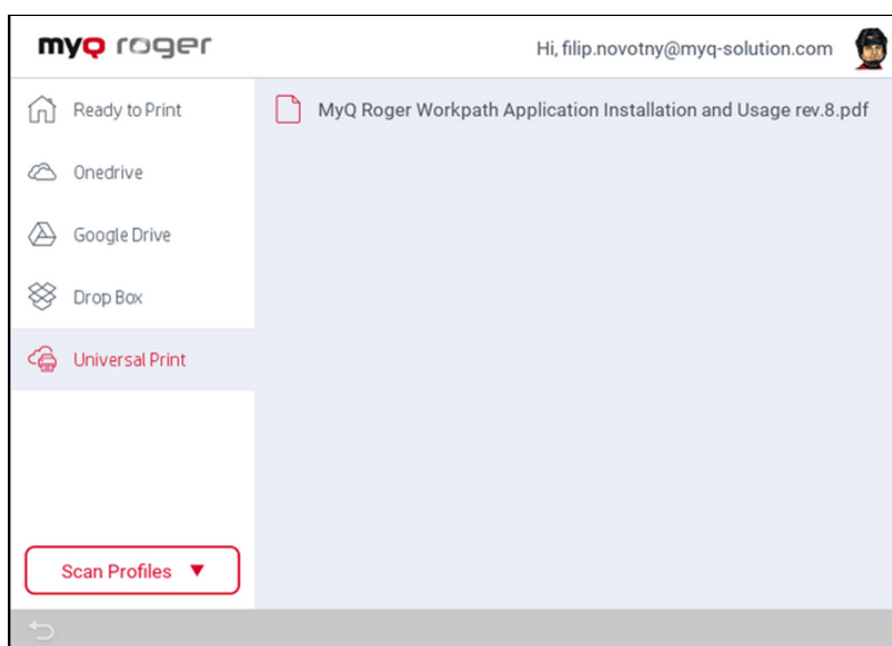 myQ roger
Hi, filip.novotny@myq-solution.com
Ready to Print
MyQ Roger Workpath Application Installation and Usage rev.8.pdf
Onedrive
Google Drive
Drop Box
Universal Print
Scan Profiles ▼